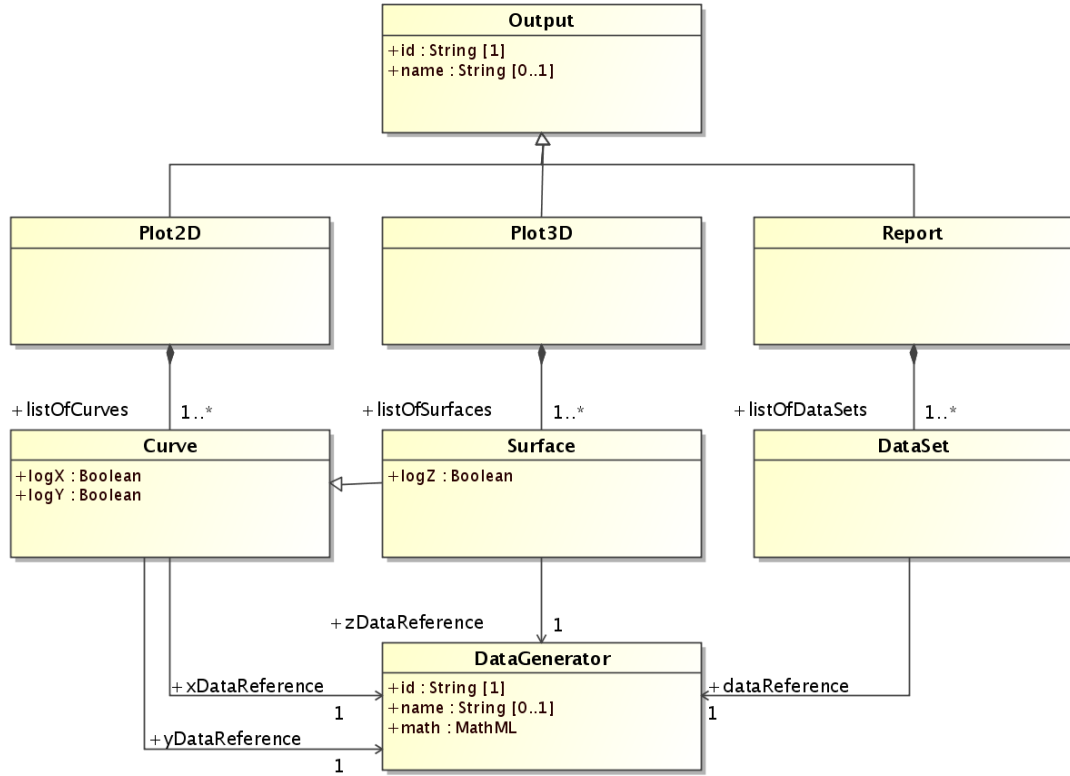 Output
+id : String [1]
+name : String [0..1]
Plot2D
Plot3D
Report
+listOfCurves
1..*
+listOfSurfaces
1..*
+listOfDataSets
1..*
Curve
+logX : Boolean
+logY : Boolean
Surface
+logZ : Boolean
DataSet
+zDataReference
1
DataGenerator
+id : String [1]
+name : String [0..1]
+math : MathML
+xDataReference
1
+dataReference
1
+yDataReference
1